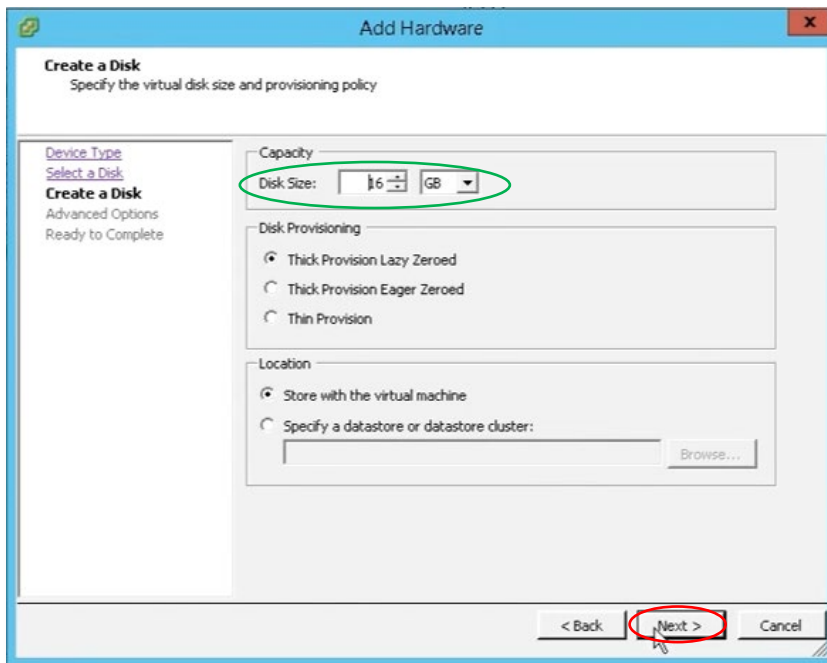 Add Hardware
x
Create a Disk
Specify the virtual disk size and provisioning policy
Device Type
Select a Disk
Create a Disk
Advanced Options
Ready to Complete
Capacity
Disk Size: 16 GB
Disk Provisioning
Thick Provision Lazy Zeroed
Thick Provision Eager Zeroed
Thin Provision
Location
Store with the virtual machine
Specify a datastore or datastore cluster:
Browse...
< Back Next > Cancel